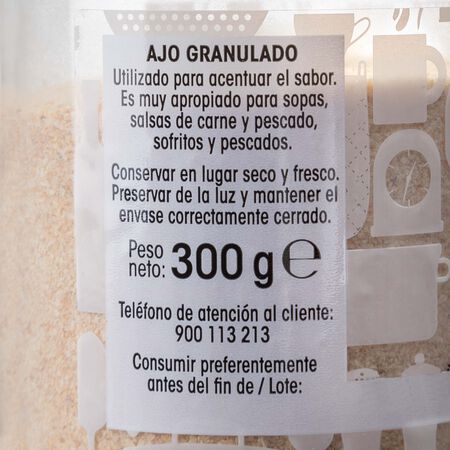 AJO GRANULADO
Utilizado para acentuar el sabor.
Es muy apropiado para sopas,
salsas de carne y pescado,
sofritos y pescados.
Conservar en lugar seco y fresco.
Preservar de la luz y mantener el
envase correctamente cerrado.
Peso
neto: 300 g ℮
Teléfono de atención al cliente:
900 113 213
Consumir preferentemente
antes del fin de / Lote: